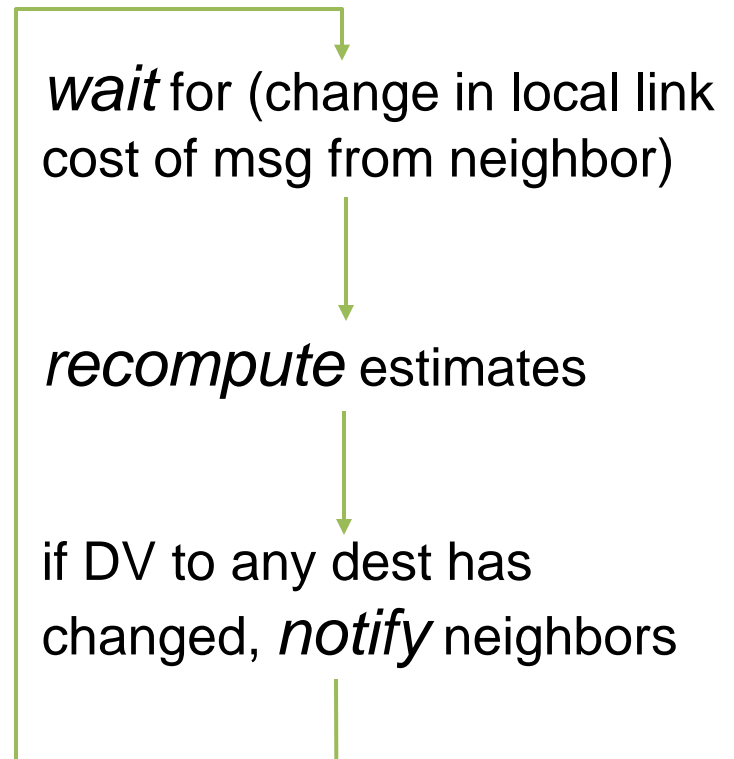 wait for (change in local link
cost of msg from neighbor)
recompute estimates
if DV to any dest has
changed, notify neighbors